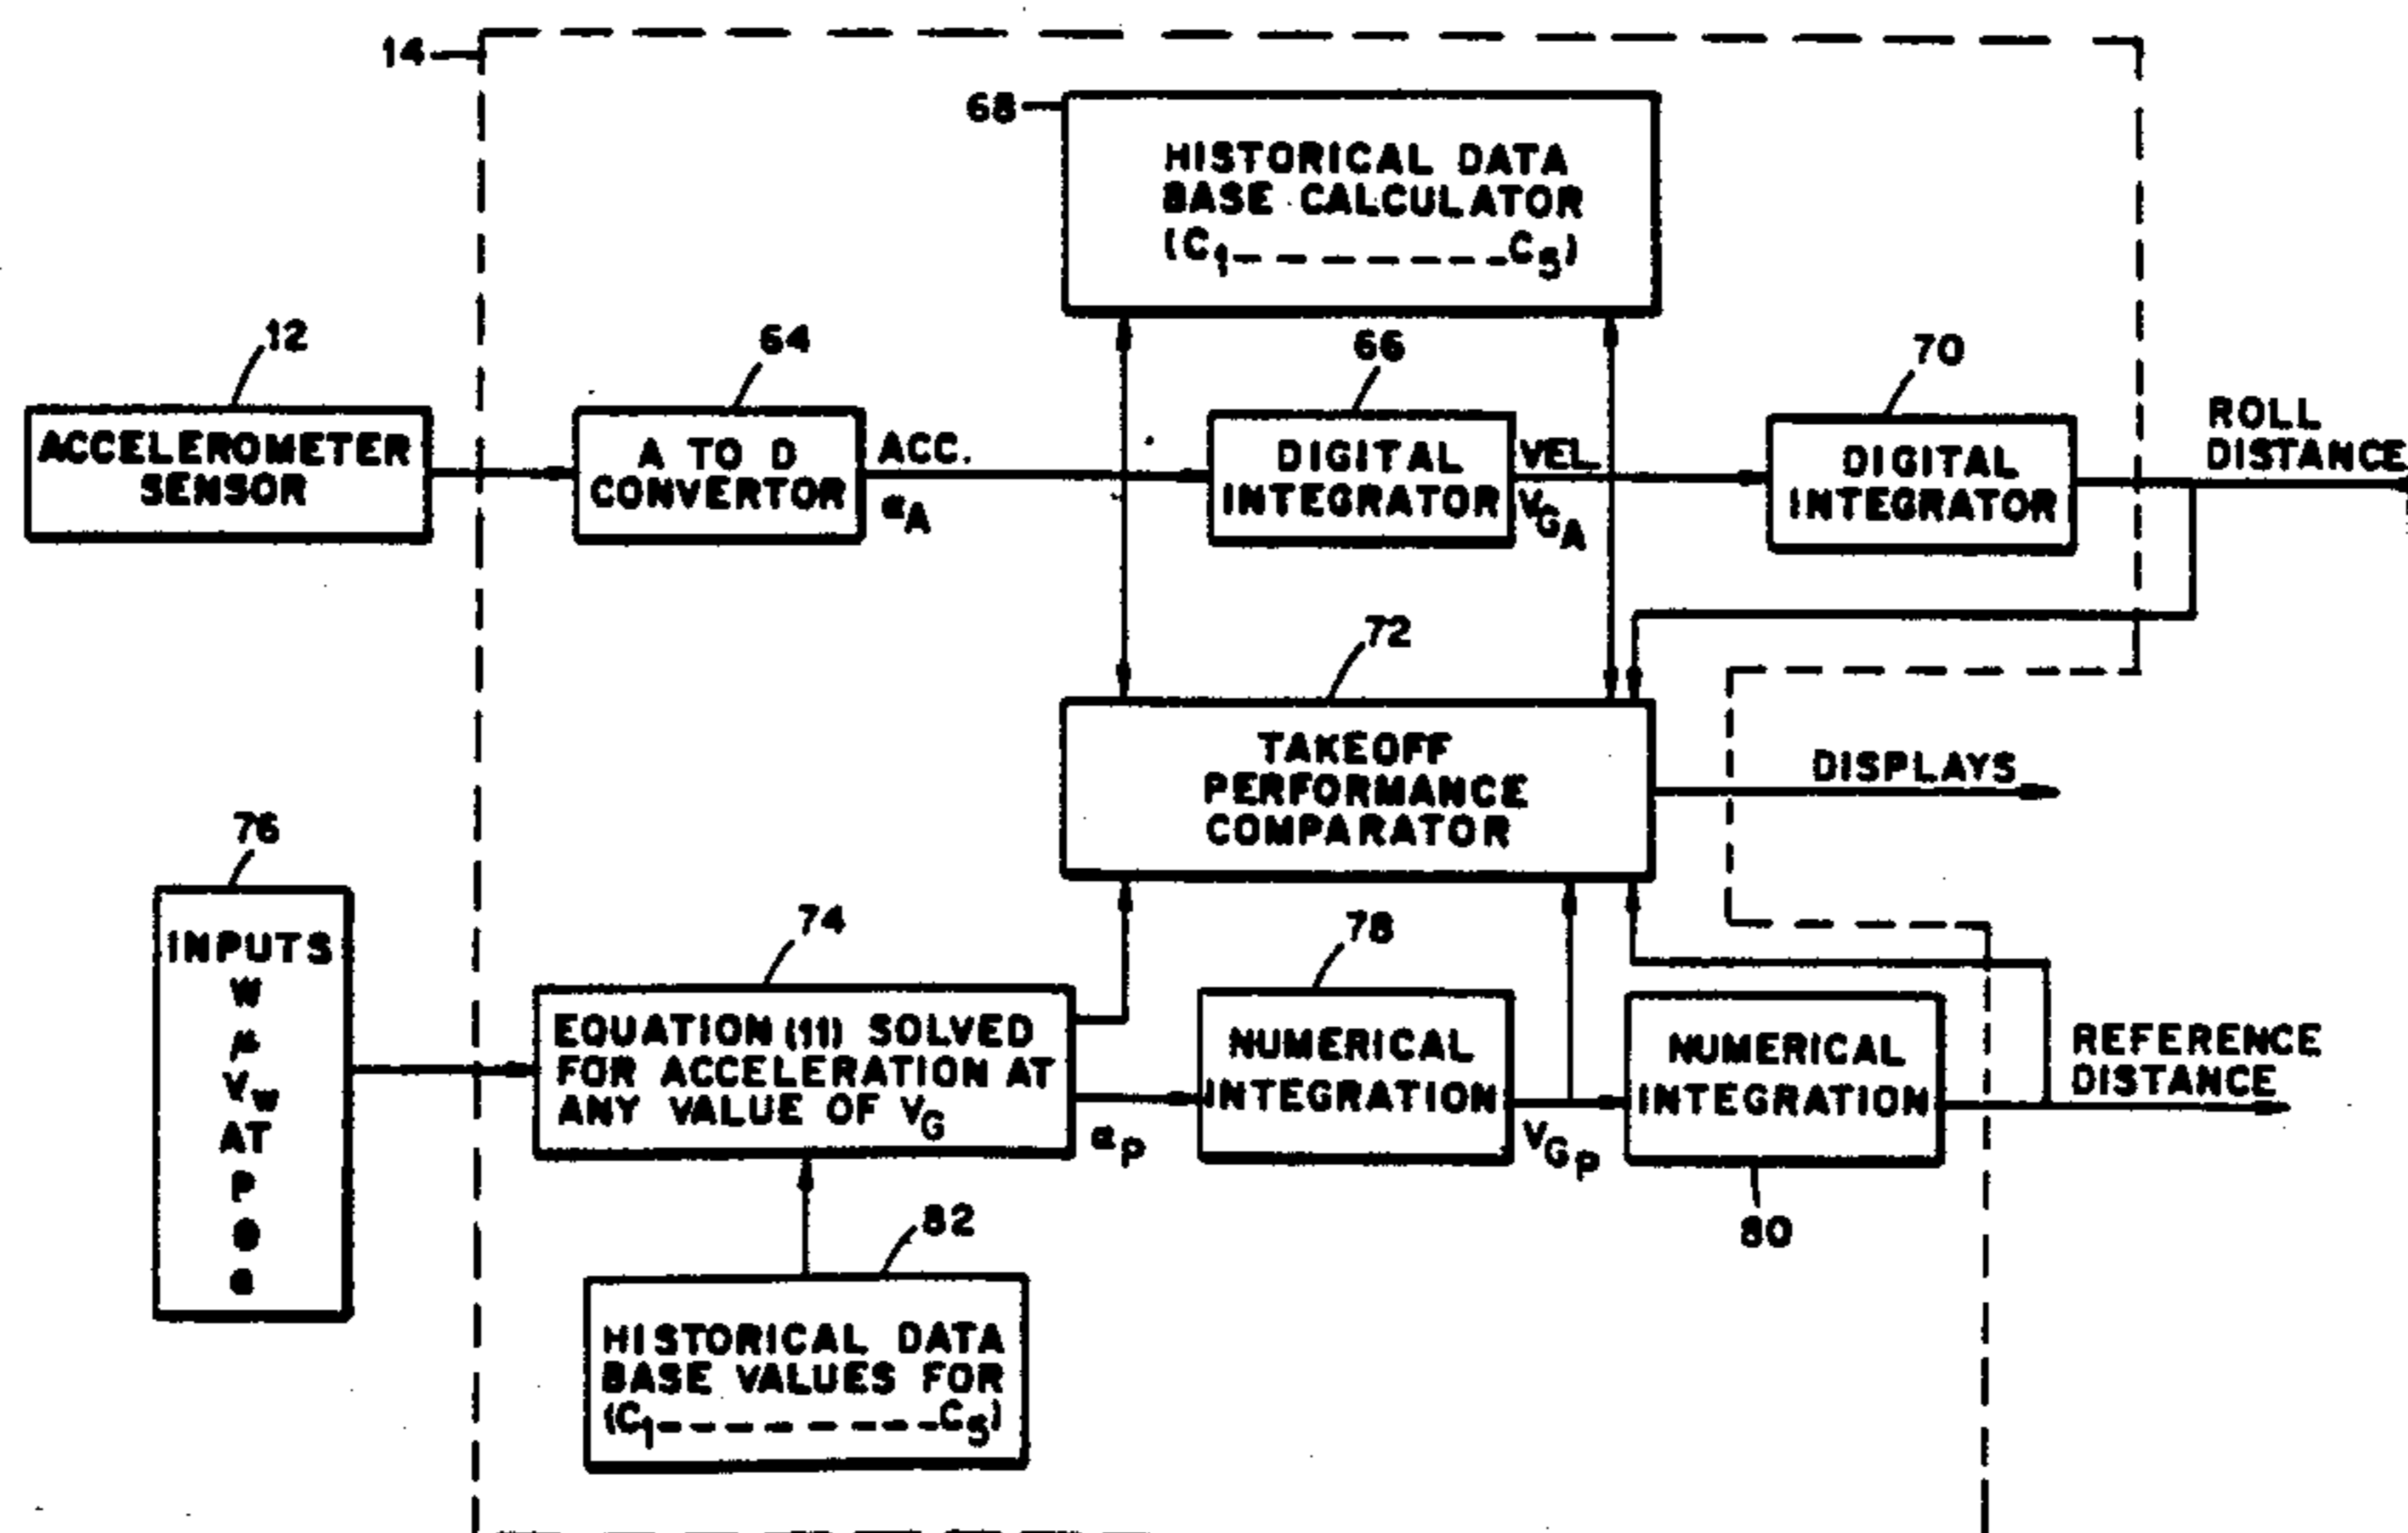 14
68
HISTORICAL DATA
BASE CALCULATOR
(C1---------C5)
12
64
66
70
ACCELEROMETER
SENSOR
A TO D
CONVERTOR
ACC.
αA
DIGITAL
INTEGRATOR
VEL.
VGA
DIGITAL
INTEGRATOR
ROLL
DISTANCE
72
TAKEOFF
PERFORMANCE
COMPARATOR
DISPLAYS
76
INPUTS
W
μ
VW
AT
P
74
EQUATION (11) SOLVED
FOR ACCELERATION AT
ANY VALUE OF VG
αP
78
NUMERICAL
INTEGRATION
VGP
NUMERICAL
INTEGRATION
80
REFERENCE
DISTANCE
82
HISTORICAL DATA
BASE VALUES FOR
(C1---------C5)